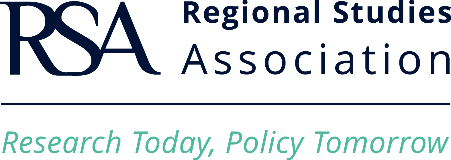 RSA Regional Studies
Association
Research Today, Policy Tomorrow